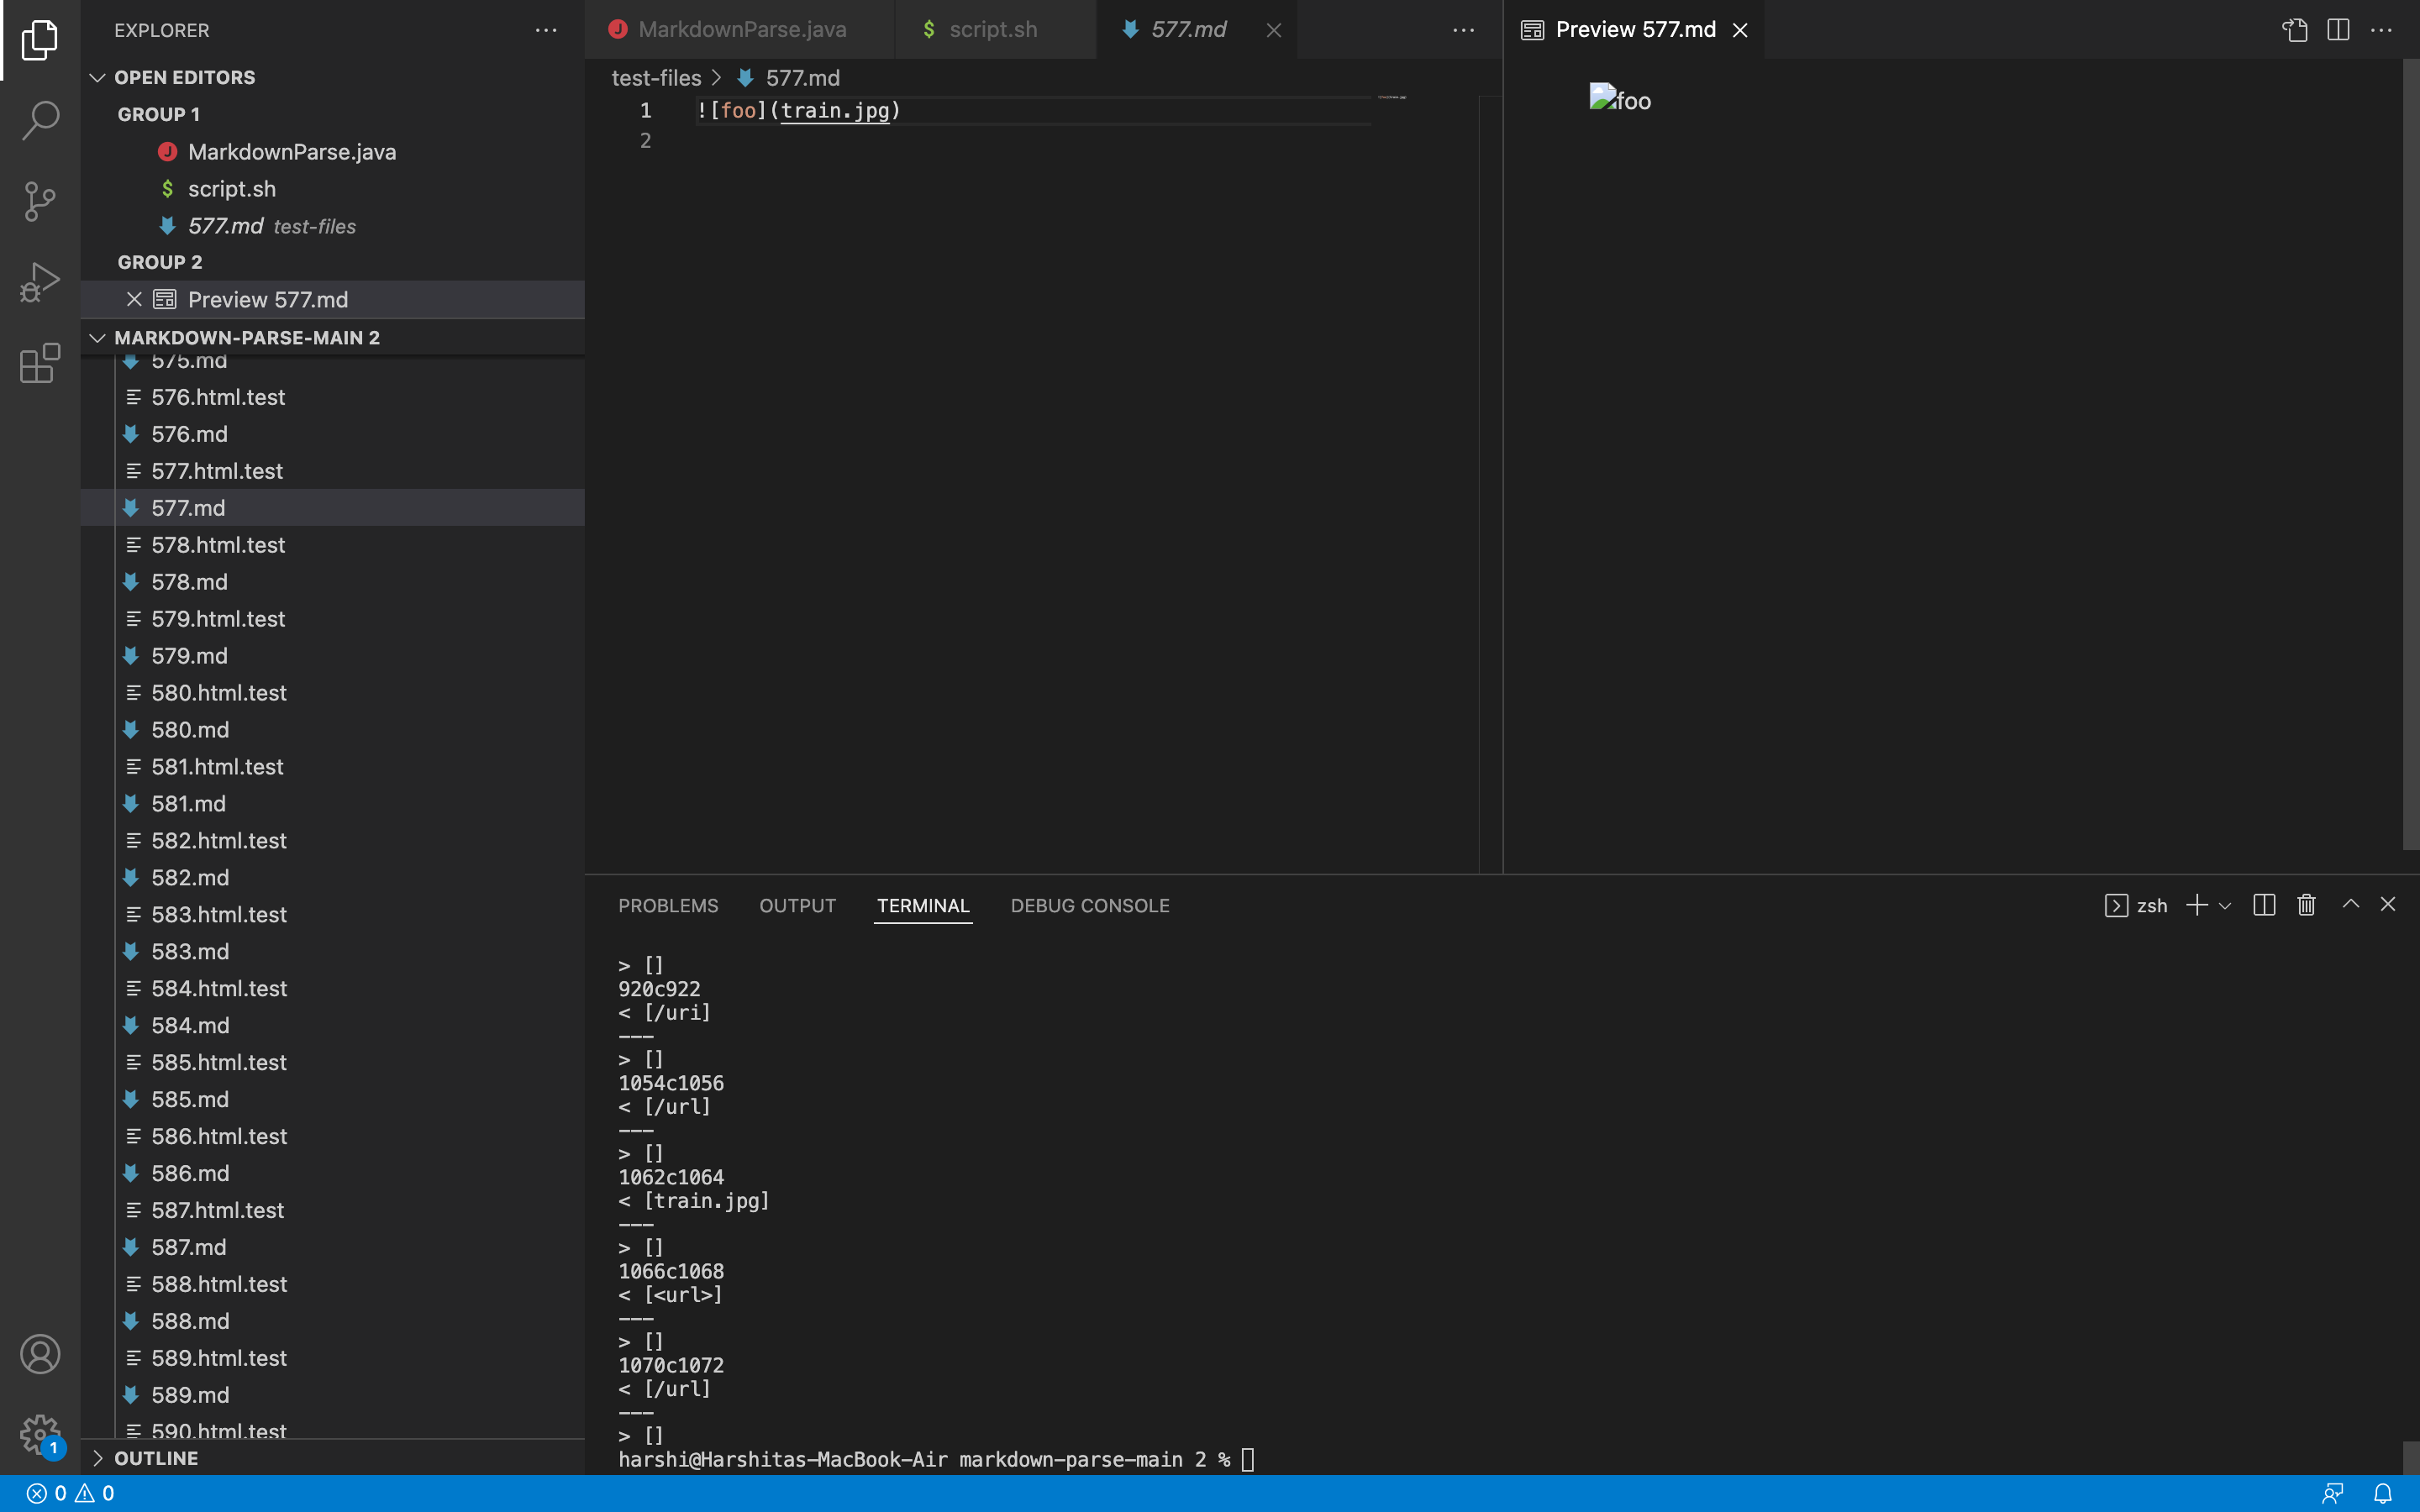 EXPLORER
OPEN EDITORS
GROUP 1
MarkdownParse.java
$ script.sh
577.md test-files
GROUP 2
Preview 577.md
MARKDOWN-PARSE-MAIN 2
575.md
576.html.test
576.md
577.html.test
577.md
578.html.test
578.md
579.html.test
579.md
580.html.test
580.md
581.html.test
581.md
582.html.test
582.md
583.html.test
583.md
584.html.test
584.md
585.html.test
585.md
586.html.test
586.md
587.html.test
587.md
588.html.test
588.md
589.html.test
589.md
590.html.test
OUTLINE
1
0 0
MarkdownParse.java $ script.sh 577.md
test-files > 577.md
1 ![foo](train.jpg)
2
Preview 577.md
foo
PROBLEMS OUTPUT TERMINAL DEBUG CONSOLE
zsh
> []
920c922
< [/uri]
---
> []
1054c1056
< [/url]
---
> []
1062c1064
< [train.jpg]
---
> []
1066c1068
< [<url>]
---
> []
1070c1072
< [/url]
---
> []
harshi@Harshitas-MacBook-Air markdown-parse-main 2 %